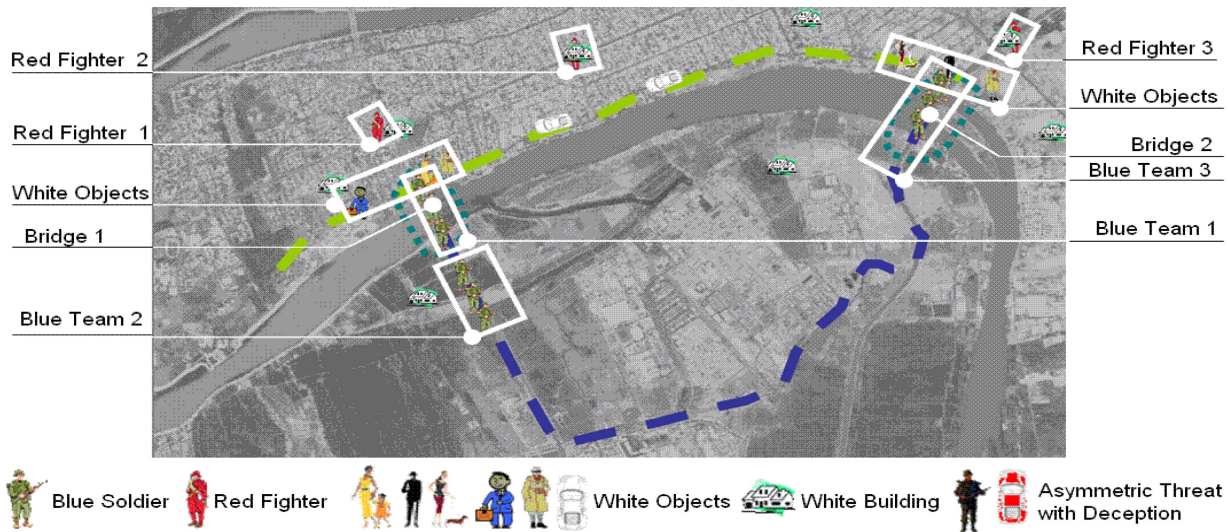 Red Fighter 2
Red Fighter 1
White Objects
Bridge 1
Blue Team 2
Red Fighter 3
White Objects
Bridge 2
Blue Team 3
Blue Team 1
Blue Soldier
Red Fighter
White Objects
White Building
Asymmetric Threat
with Deception